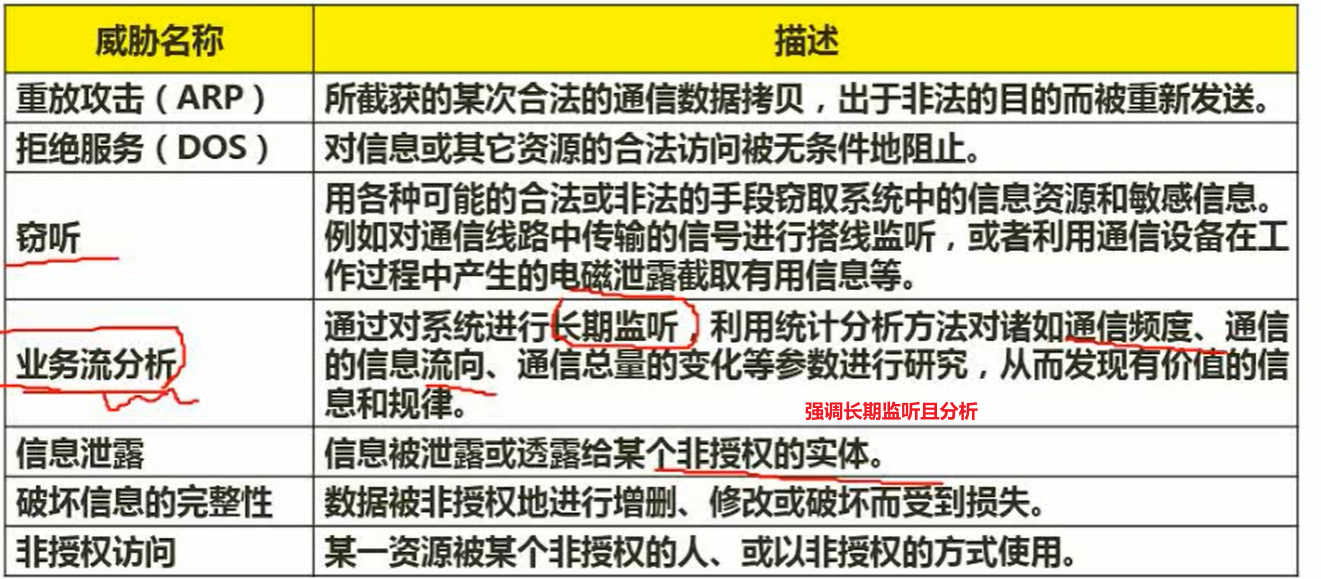 威胁名称 描述
重放攻击（ARP） 所截获的某次合法的通信数据拷贝，出于非法的目的而被重新发送。
拒绝服务（DOS） 对信息或其它资源的合法访问被无条件地阻止。
用各种可能的合法或非法的手段窃取系统中的信息资源和敏感信息。
窃听 例如对通信线路中传输的信号进行搭线监听，或者利用通信设备在工
作过程中产生的电磁泄露截取有用信息等。
通过对系统进行长期监听，利用统计分析方法对诸如通信频度、通信
业务流分析 的信息流向、通信总量的变化等参数进行研究，从而发现有价值的信
息和规律。
强调长期监听且分析
信息泄露 信息被泄露或透露给某个非授权的实体。
破坏信息的完整性 数据被非授权地进行增删、修改或破坏而受到损失。
非授权访问 某一资源被某个非授权的人、或以非授权的方式使用。